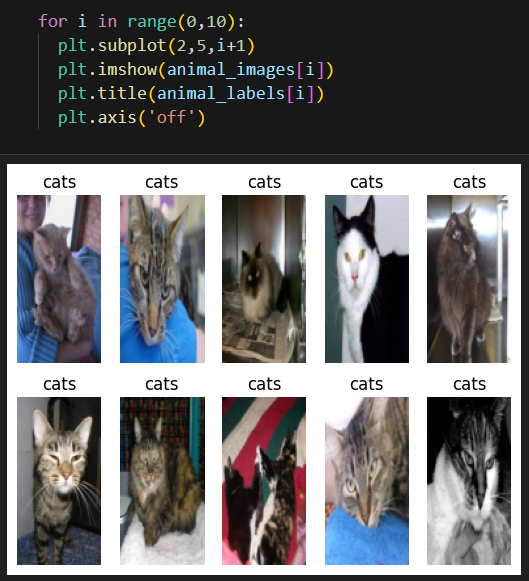 for i in range(0,10):
  plt.subplot(2,5,i+1)
  plt.imshow(animal_images[i])
  plt.title(animal_labels[i])
  plt.axis('off')
cats cats cats cats cats
cats cats cats cats cats